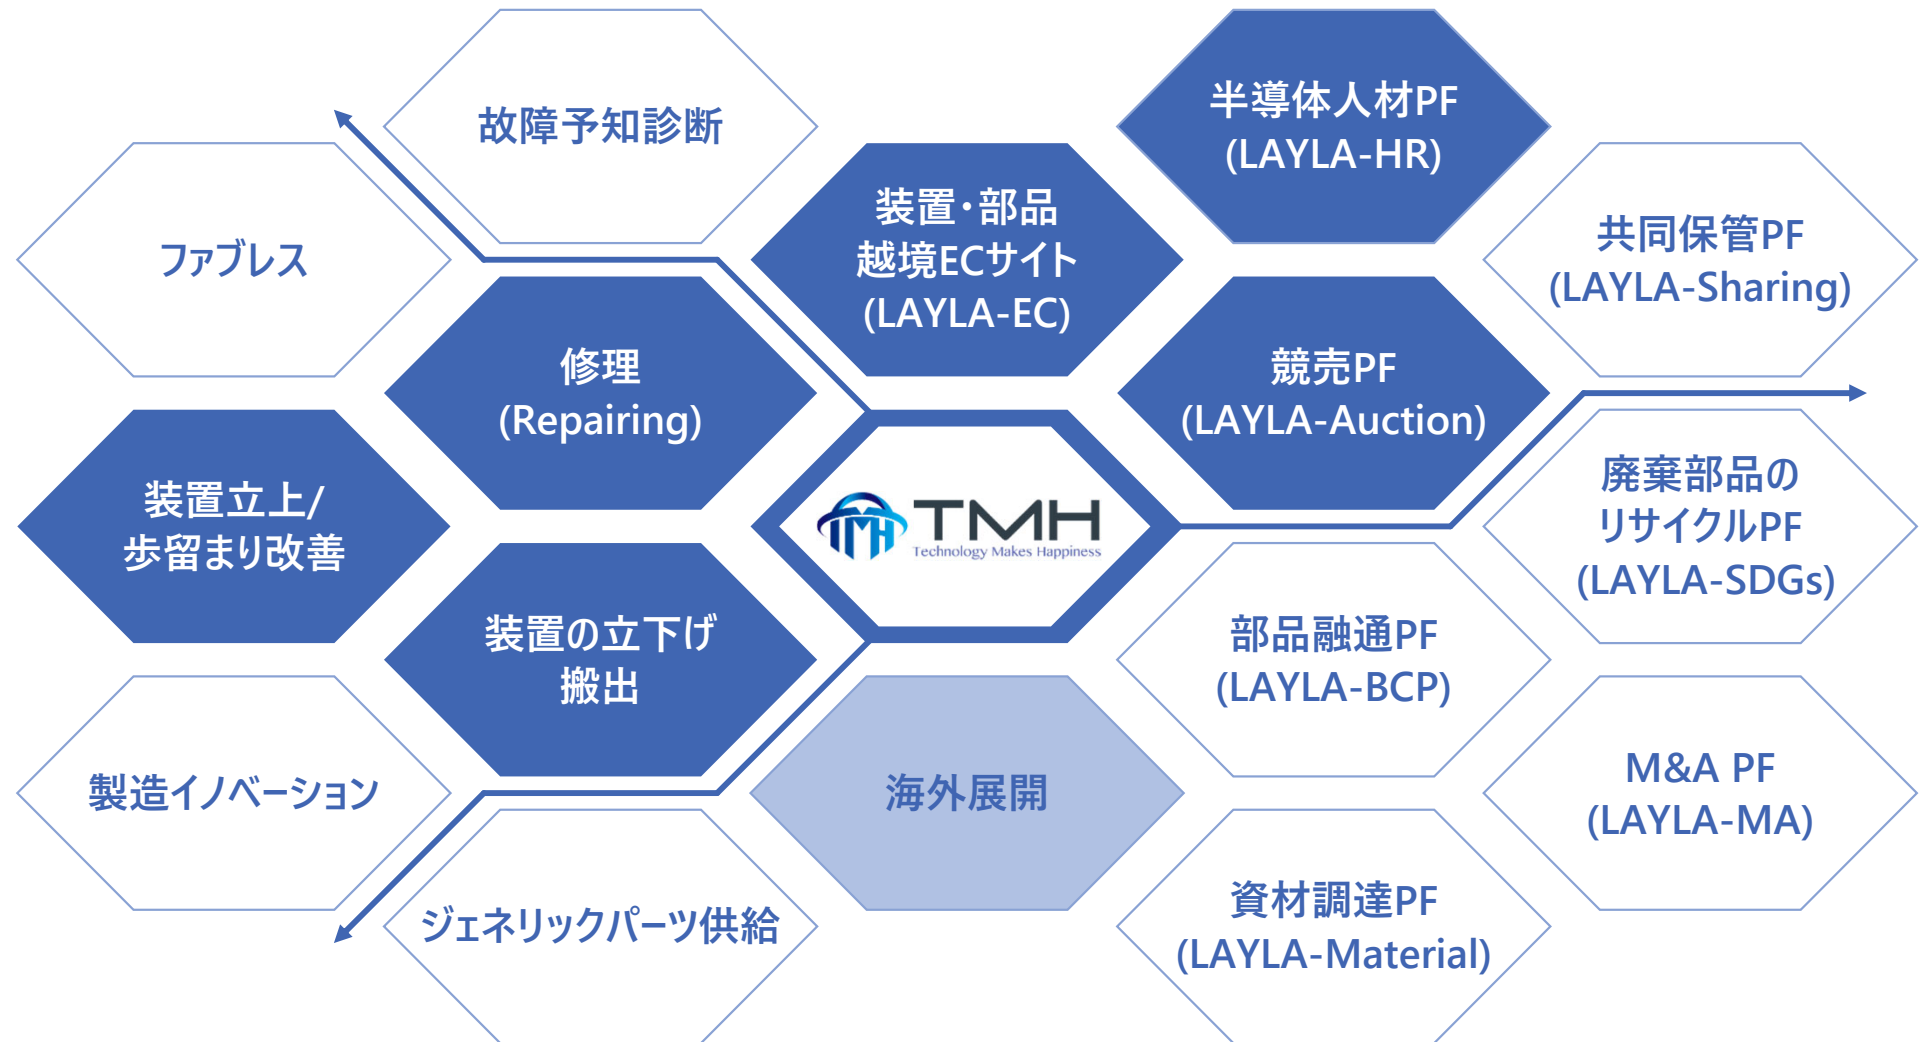 故障予知診断
半導体人材PF
(LAYLA-HR)
ファブレス
装置・部品
越境ECサイト
(LAYLA-EC)
共同保管PF
(LAYLA-Sharing)
修理
(Repairing)
競売PF
(LAYLA-Auction)
装置立上/
歩留まり改善
TMH
TMH
Technology Makes Happiness
廃棄部品の
リサイクルPF
(LAYLA-SDGs)
装置の立下げ
搬出
部品融通PF
(LAYLA-BCP)
製造イノベーション
海外展開
M&A PF
(LAYLA-MA)
ジェネリックパーツ供給
資材調達PF
(LAYLA-Material)